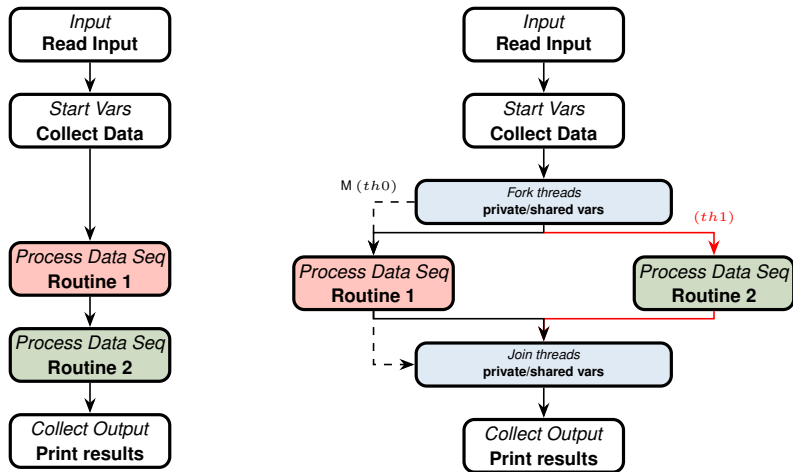 Input
Read Input
Start Vars
Collect Data
Process Data Seq
Routine 1
Process Data Seq
Routine 2
Collect Output
Print results
Input
Read Input
Start Vars
Collect Data
M (th0)
Fork threads
private/shared vars
(th1)
Process Data Seq
Routine 1
Process Data Seq
Routine 2
Join threads
private/shared vars
Collect Output
Print results